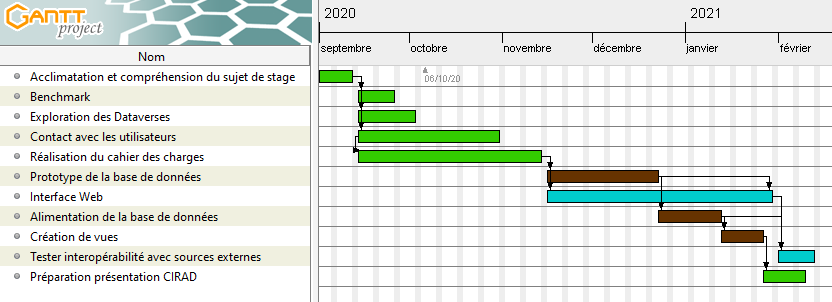 GANTT
project
2020
2021
septembre
octobre
novembre
décembre
janvier
février
Nom
06/10/20
Acclimatation et compréhension du sujet de stage
Benchmark
Exploration des Dataverses
Contact avec les utilisateurs
Réalisation du cahier des charges
Prototype de la base de données
Interface Web
Alimentation de la base de données
Création de vues
Tester interopérabilité avec sources externes
Préparation présentation CIRAD